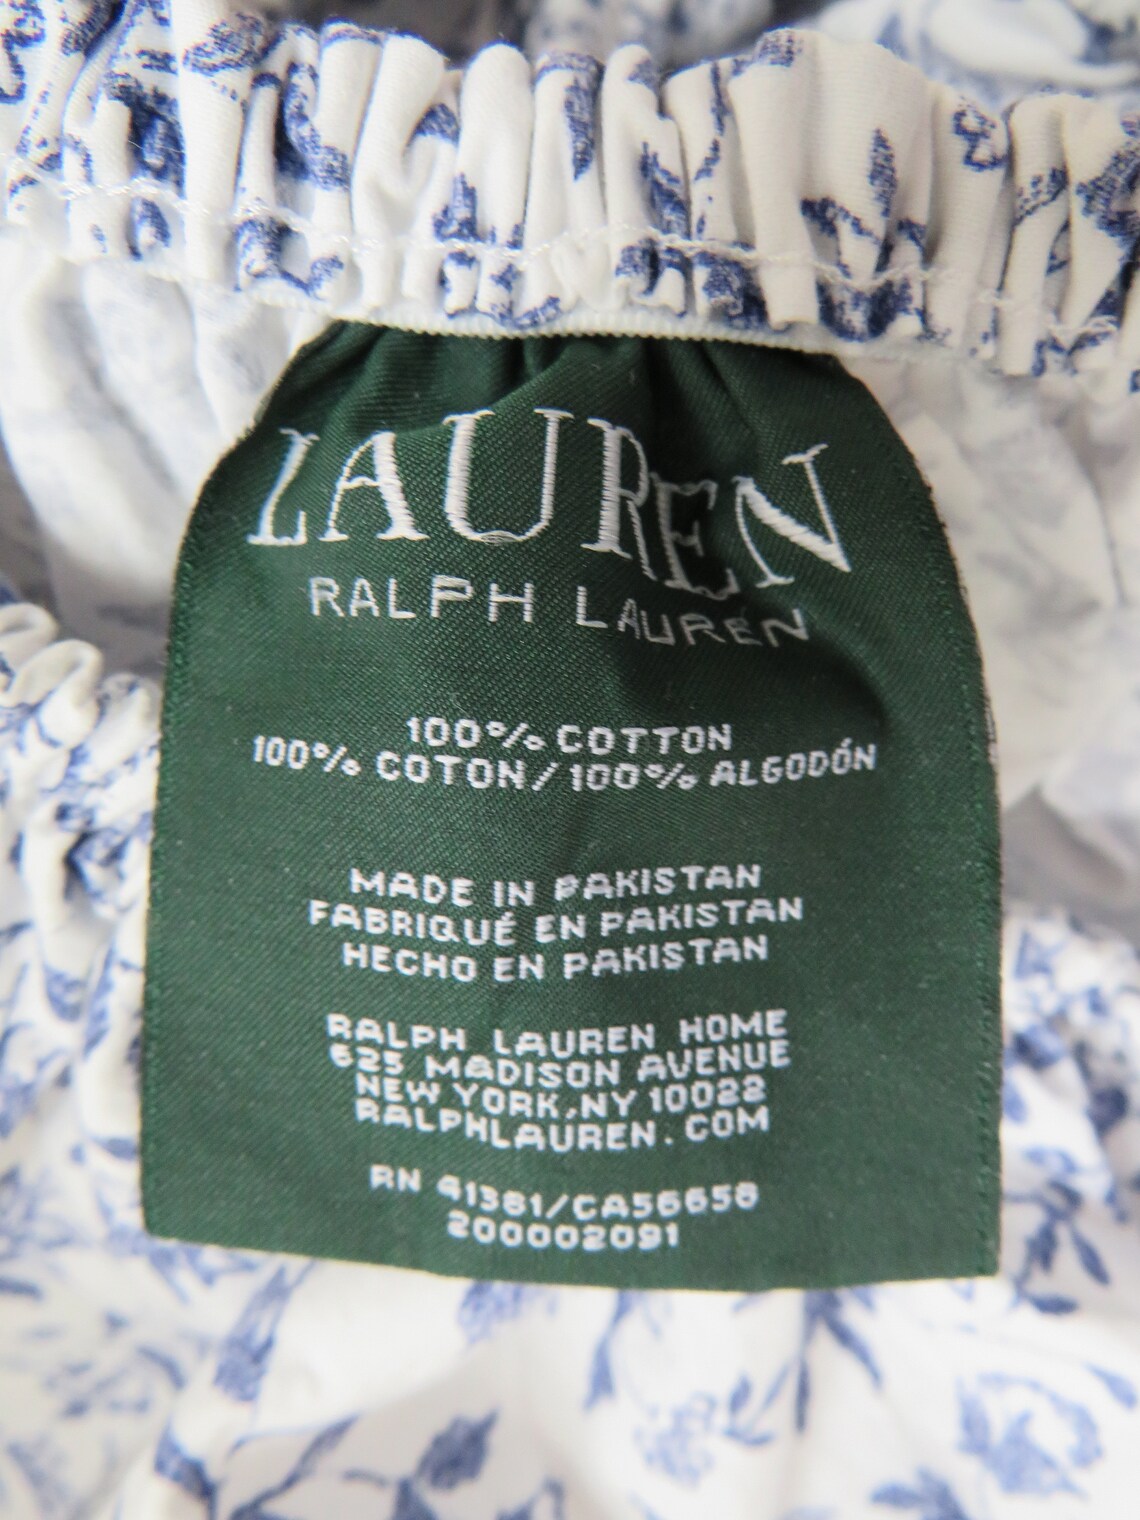 LAUREN
RALPH LAUREN
100% COTTON
100% COTON/100% ALGODÓN
MADE IN PAKISTAN
FABRIQUÉ EN PAKISTAN
HECHO EN PAKISTAN
RALPH LAUREN HOME
625 MADISON AVENUE
NEW YORK, NY 10022
RALPHLAUREN.COM
RN 41381/CA56658
200002091